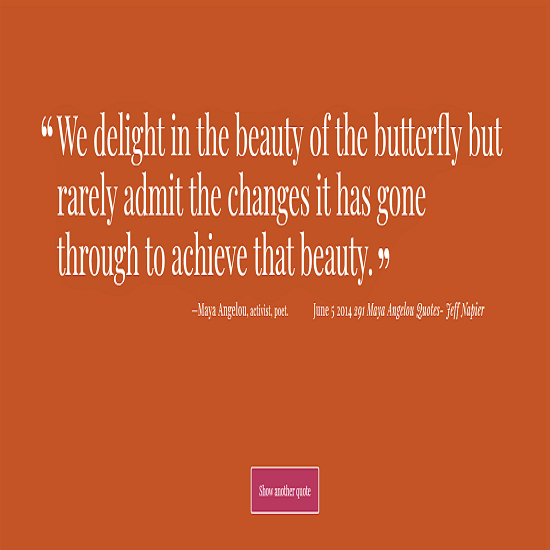 “We delight in the beauty of the butterfly but
rarely admit the changes it has gone
through to achieve that beauty.”
–Maya Angelou, activist, poet. June 5 2014 291 Maya Angelou Quotes- Jeff Napier
Show another quote